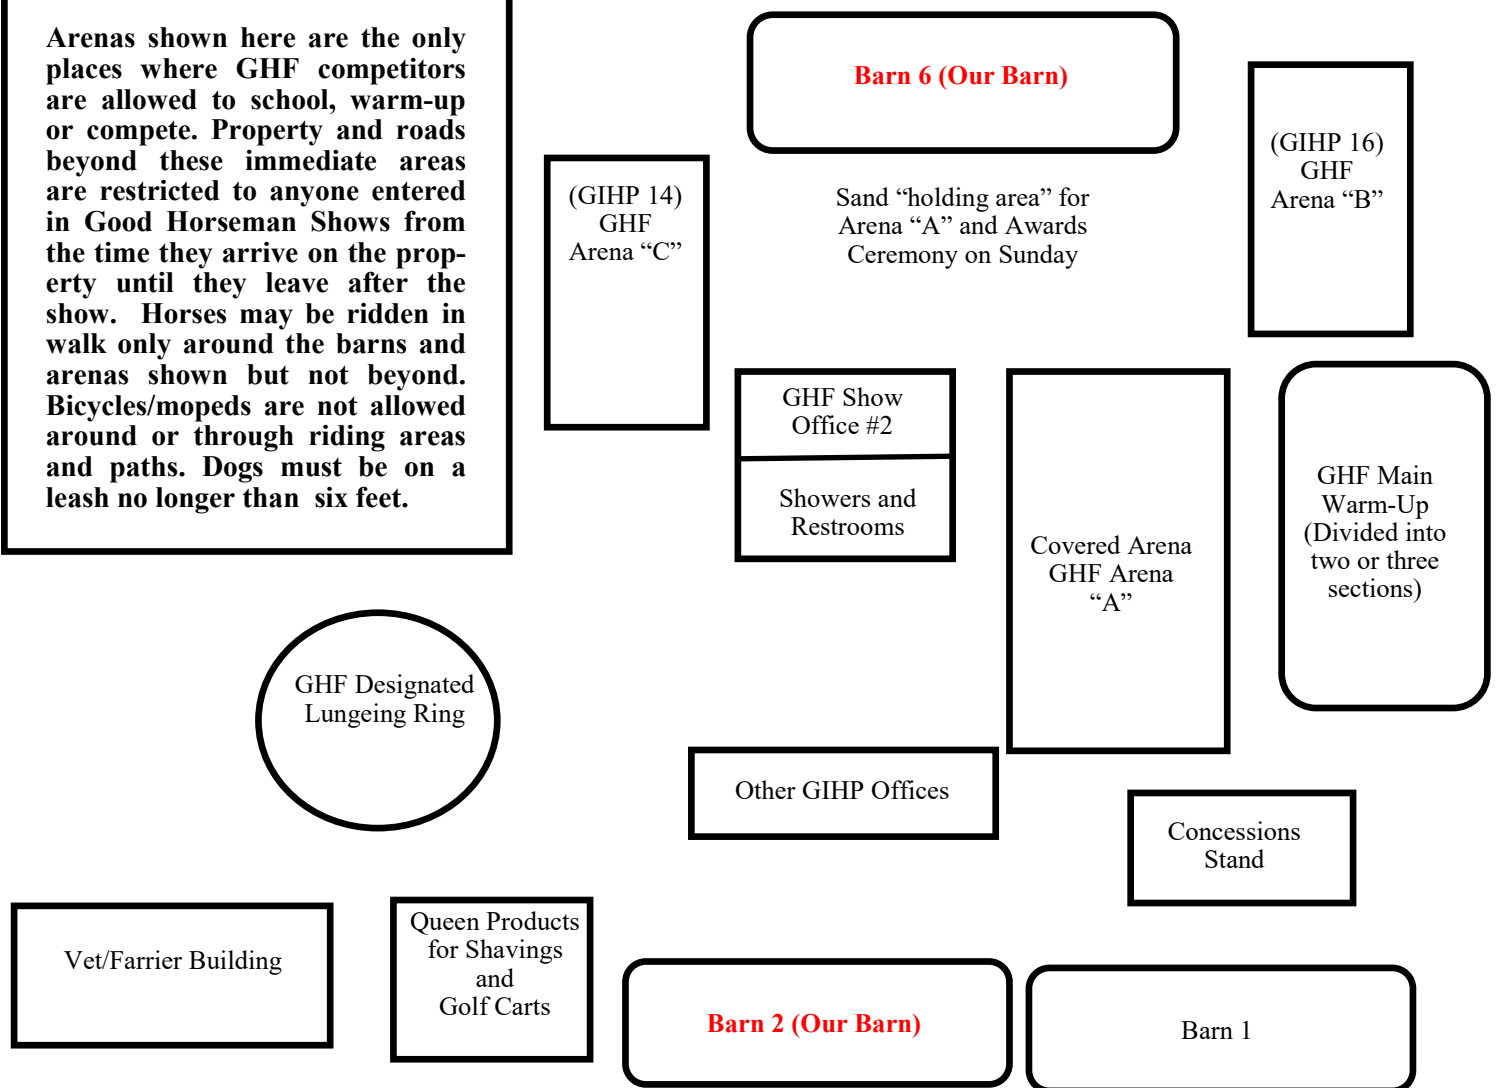 Arenas shown here are the only
places where GHF competitors
are allowed to school, warm-up
or compete. Property and roads
beyond these immediate areas
are restricted to anyone entered
in Good Horseman Shows from
the time they arrive on the prop-
erty until they leave after the
show. Horses may be ridden in
walk only around the barns and
arenas shown but not beyond.
Bicycles/mopeds are not allowed
around or through riding areas
and paths. Dogs must be on a
leash no longer than six feet.
Barn 6 (Our Barn)
(GIHP 16)
GHF
Arena “B”
(GIHP 14)
GHF
Arena “C”
Sand “holding area” for
Arena “A” and Awards
Ceremony on Sunday
GHF Show
Office #2
Showers and
Restrooms
Covered Arena
GHF Arena
“A”
GHF Main
Warm-Up
(Divided into
two or three
sections)
GHF Designated
Lungeing Ring
Other GIHP Offices
Concessions
Stand
Vet/Farrier Building
Queen Products
for Shavings
and
Golf Carts
Barn 2 (Our Barn)
Barn 1